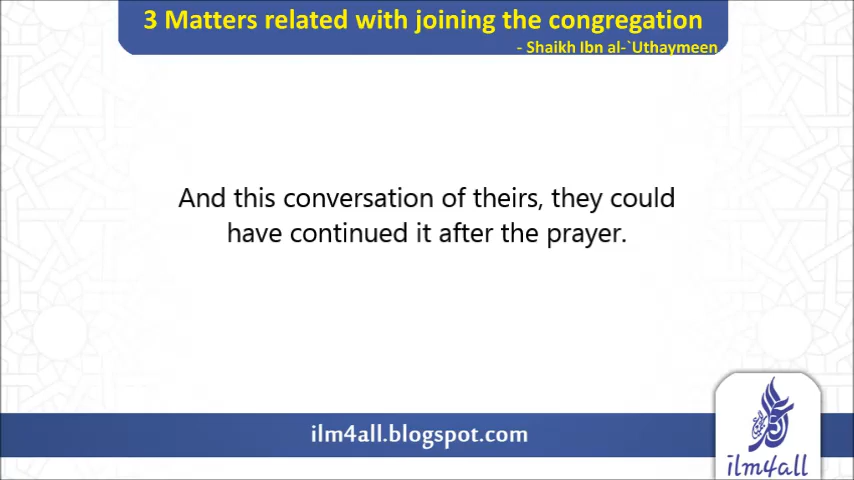 3 Matters related with joining the congregation
- Shaikh Ibn al-`Uthaymeen
And this conversation of theirs, they could
have continued it after the prayer.
ilm4all.blogspot.com
ilm4all